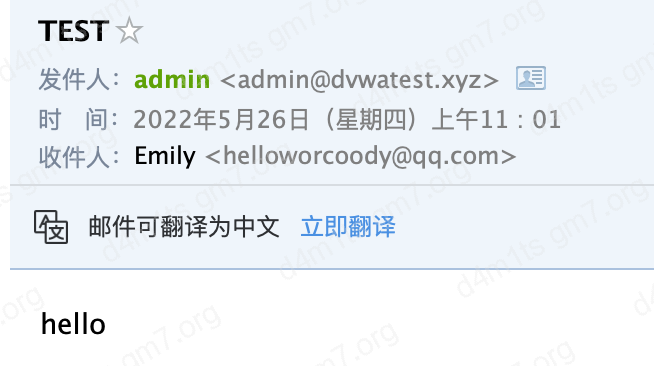 TEST
发件人：admin <admin@dvwatest.xyz>
时　间：2022年5月26日（星期四）上午11：01
收件人：Emily <helloworcoody@qq.com>
邮件可翻译为中文 立即翻译
hello
d4m1ts gm7.org